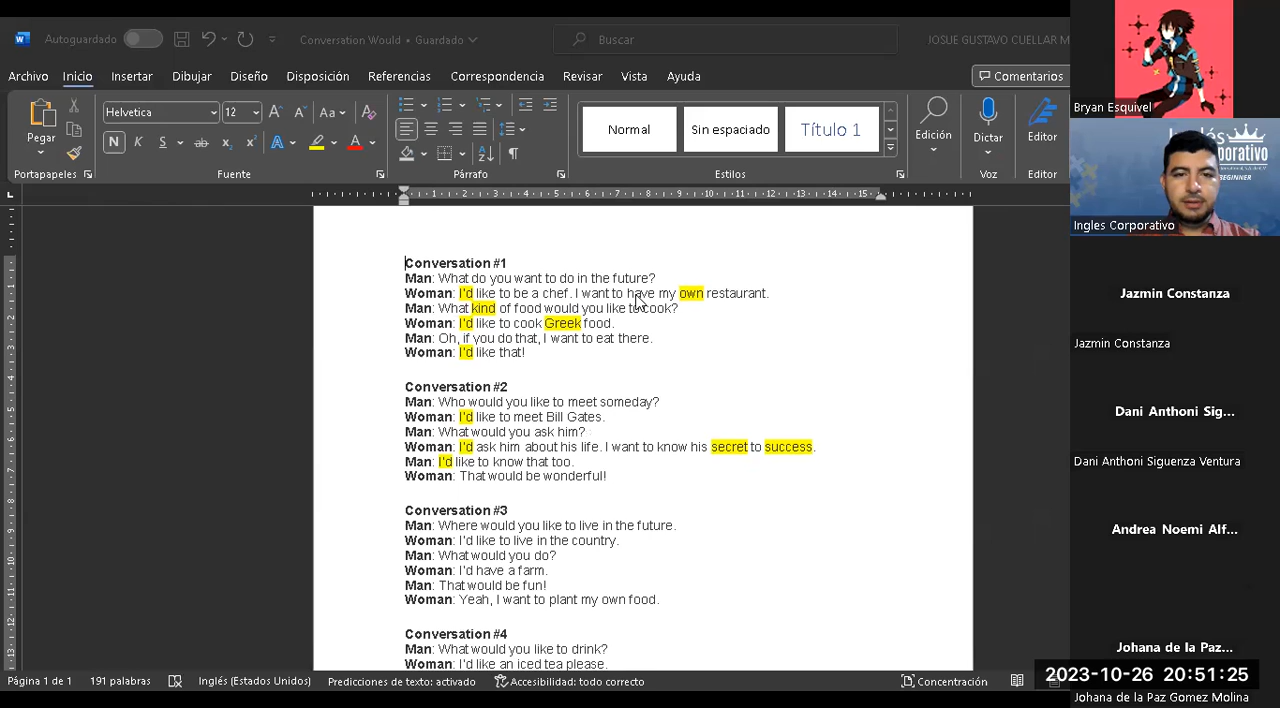 Autoguardado
Conversation Would • Guardado
Buscar
JOSUE GUSTAVO CUELLAR M
Archivo Inicio Insertar Dibujar Diseño Disposición Referencias Correspondencia Revisar Vista Ayuda
Comentarios
Pegar
Helvetica 12
Normal Sin espaciado Título 1
Edición Dictar Editor
Portapapeles Fuente Párrafo Estilos Voz Editor
Conversation #1
Man: What do you want to do in the future?
Woman: I'd like to be a chef. I want to have my own restaurant.
Man: What kind of food would you like to cook?
Woman: I'd like to cook Greek food.
Man: Oh, if you do that, I want to eat there.
Woman: I'd like that!
Conversation #2
Man: Who would you like to meet someday?
Woman: I'd like to meet Bill Gates.
Man: What would you ask him?
Woman: I'd ask him about his life. I want to know his secret to success.
Man: I'd like to know that too.
Woman: That would be wonderful!
Conversation #3
Man: Where would you like to live in the future.
Woman: I'd like to live in the country.
Man: What would you do?
Woman: I'd have a farm.
Man: That would be fun!
Woman: Yeah, I want to plant my own food.
Conversation #4
Man: What would you like to drink?
Woman: I'd like an iced tea please.
Página 1 de 1 191 palabras Inglés (Estados Unidos) Predicciones de texto: activado Accesibilidad: todo correcto Concentración
Bryan Esquivel
BEGINNER
Ingles Corporativo
Jazmin Constanza
Jazmin Constanza
Dani Anthoni Sig...
Dani Anthoni Siguenza Ventura
Andrea Noemi Alf...
Johana de la Paz...
2023-10-26 20:51:25
Johana de la Paz Gomez Molina